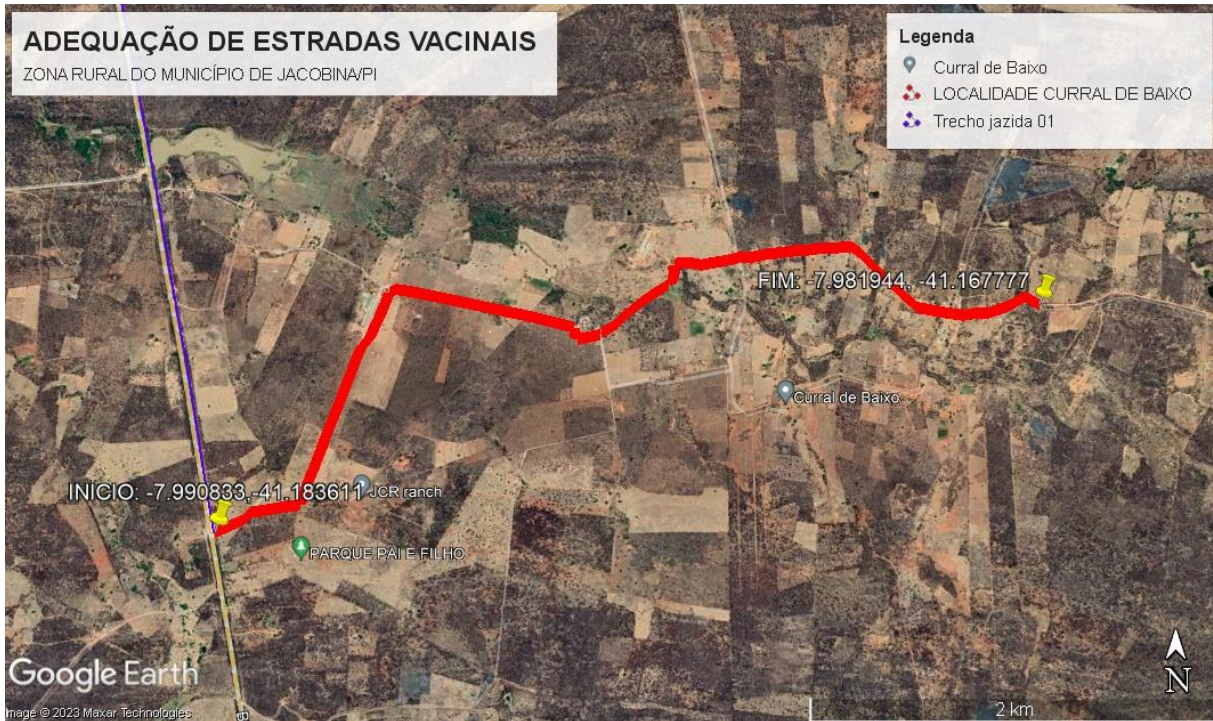 ADEQUAÇÃO DE ESTRADAS VACINAIS
ZONA RURAL DO MUNICÍPIO DE JACOBINA/PI
Legenda
Curral de Baixo
LOCALIDADE CURRAL DE BAIXO
Trecho jazida 01
FIM: -7.981944, -41.167777
Curral de Baixo
INÍCIO: -7.990833,-41.183611
JCR ranch
PARQUE PAI E FILHO
Google Earth
N
mage © 2023 Maxar Technologies
2 km